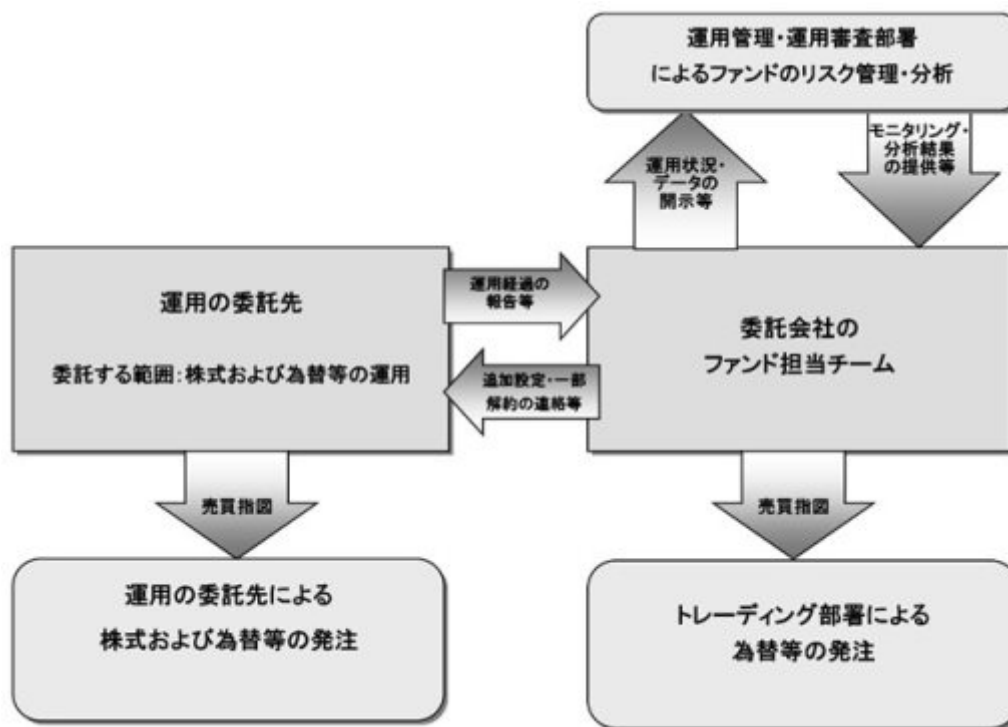 運用管理・運用審査部署
によるファンドのリスク管理・分析
運用状況・
データの
開示等
モニタリング・
分析結果
の提供等
運用の委託先
委託する範囲:株式および為替等の運用
運用経過の
報告等
追加設定・一部
解約の連絡等
委託会社の
ファンド担当チーム
売買指図
売買指図
運用の委託先による
株式および為替等の発注
トレーディング部署による
為替等の発注